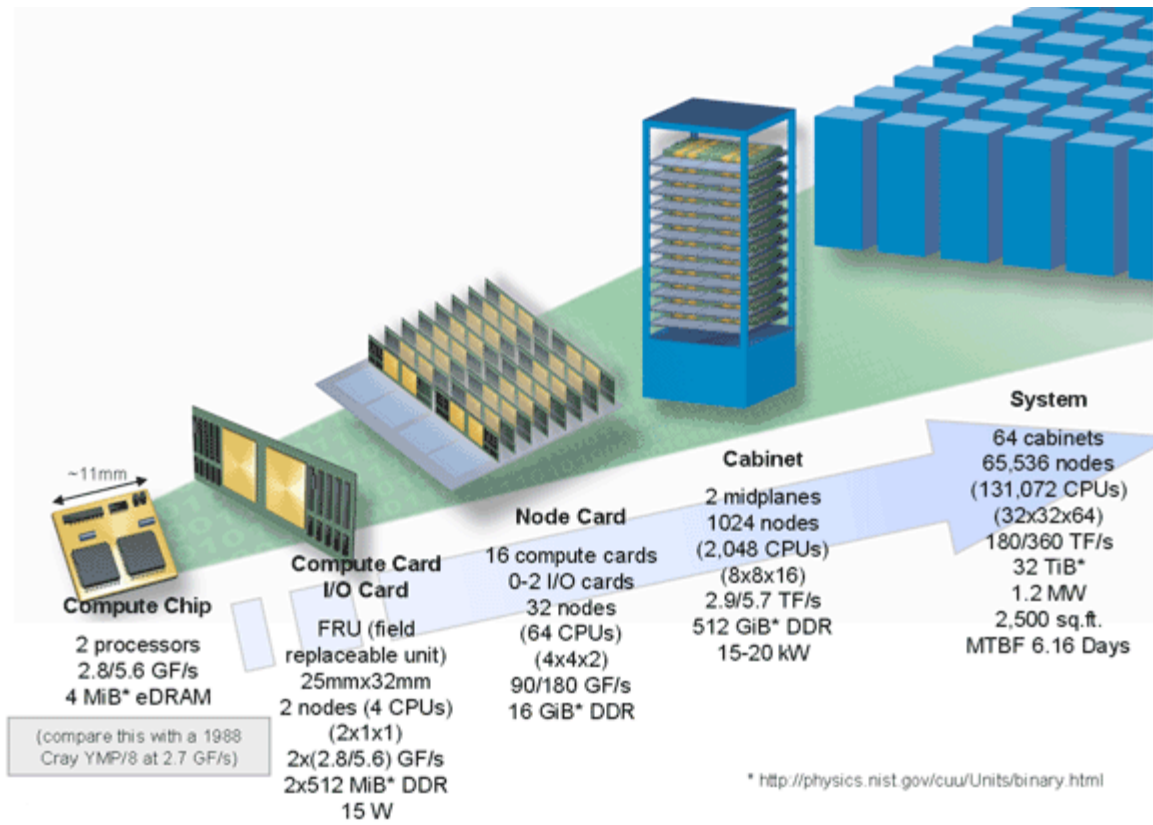 ~11mm
Compute Chip
2 processors
2.8/5.6 GF/s
4 MiB* eDRAM
(compare this with a 1988
Cray YMP/8 at 2.7 GF/s)
Compute Card
I/O Card
FRU (field
replaceable unit)
25mmx32mm
2 nodes (4 CPUs)
(2x1x1)
2x(2.8/5.6) GF/s
2x512 MiB* DDR
15 W
Node Card
16 compute cards
0-2 I/O cards
32 nodes
(64 CPUs)
(4x4x2)
90/180 GF/s
16 GiB* DDR
Cabinet
2 midplanes
1024 nodes
(2,048 CPUs)
(8x8x16)
2.9/5.7 TF/s
512 GiB* DDR
15-20 kW
System
64 cabinets
65,536 nodes
(131,072 CPUs)
(32x32x64)
180/360 TF/s
32 TiB*
1.2 MW
2,500 sq.ft.
MTBF 6.16 Days
* http://physics.nist.gov/cuu/Units/binary.html